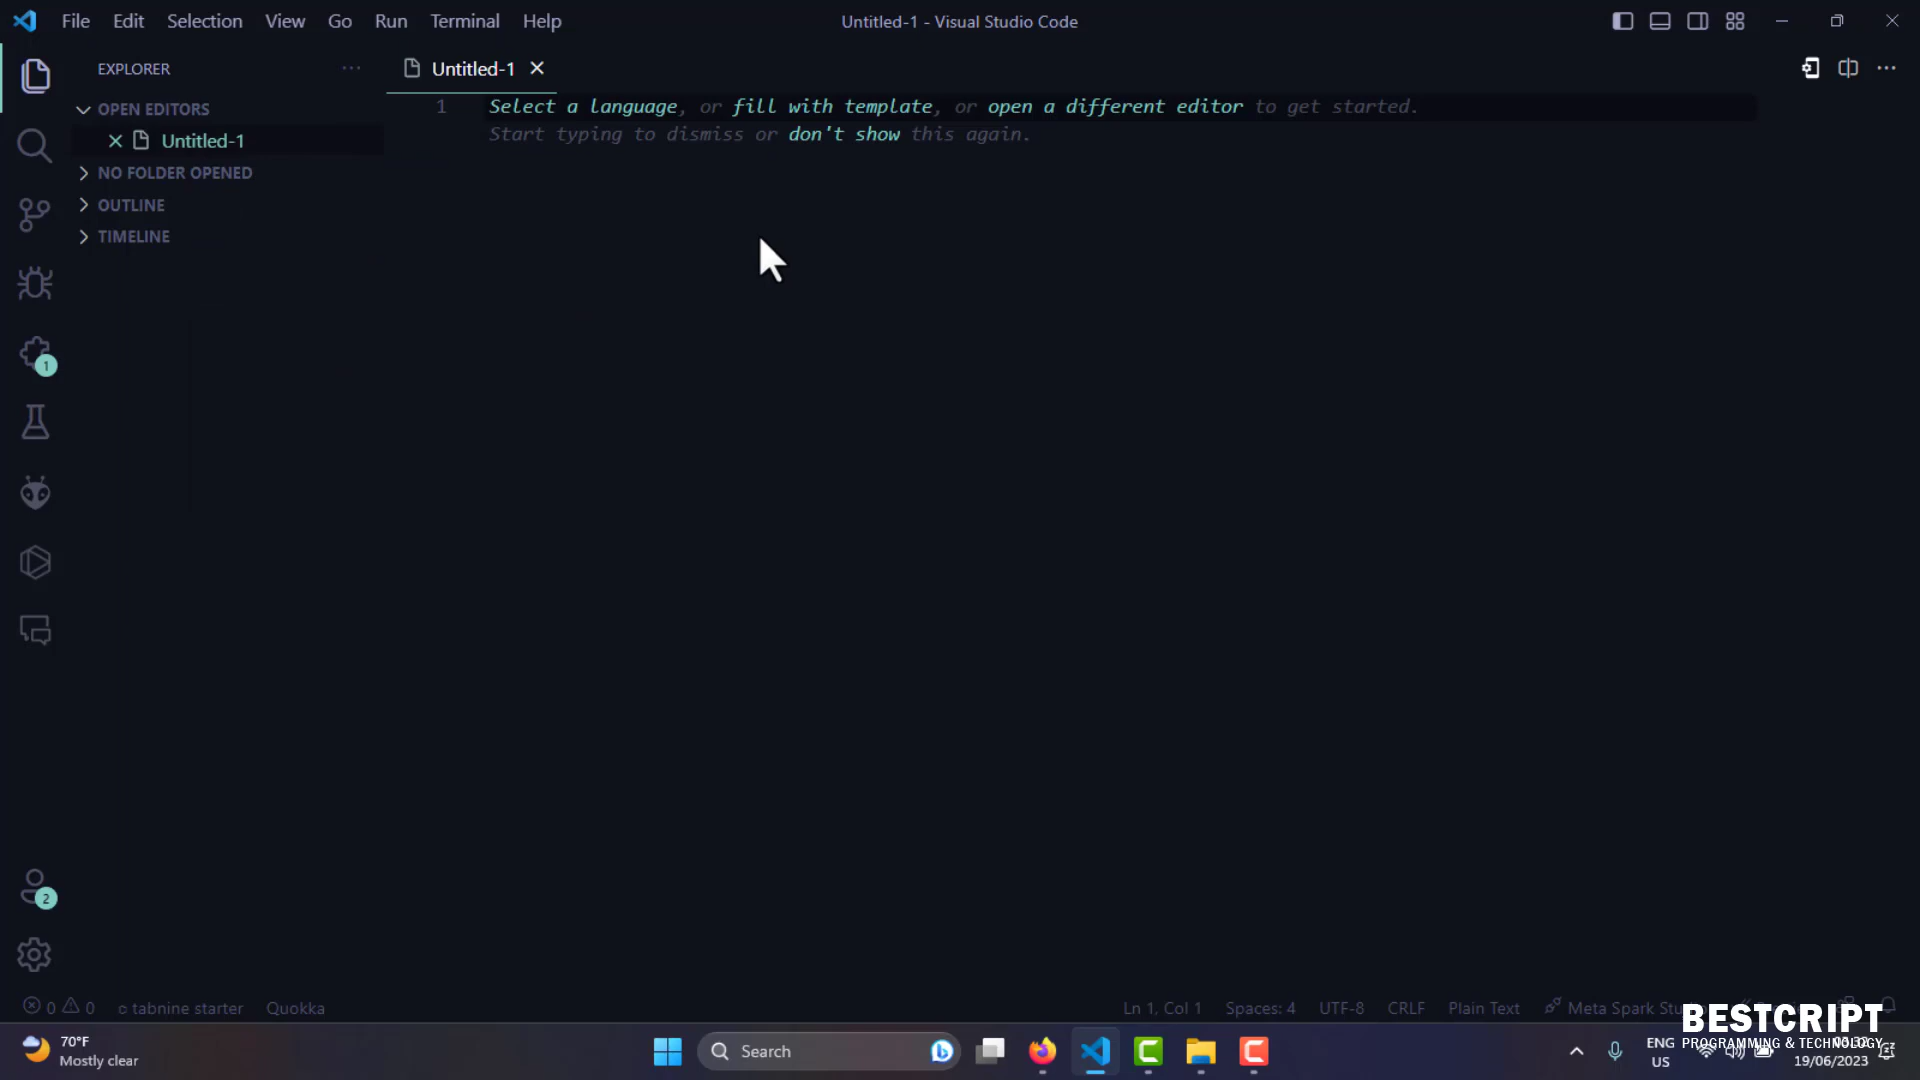 File Edit Selection View Go Run Terminal Help
Untitled-1 - Visual Studio Code
EXPLORER
Untitled-1
OPEN EDITORS
Untitled-1
NO FOLDER OPENED
OUTLINE
TIMELINE
1
Select a language, or fill with template, or open a different editor to get started.
Start typing to dismiss or don't show this again.
1
2
0 0 tabnine starter Quokka
Ln 1, Col 1 Spaces: 4 UTF-8 CRLF Plain Text Meta Spark
BESTCRIPT
PROGRAMMING & TECHNOLOGY
70°F
Mostly clear
Search
ENG
US
19/06/2023